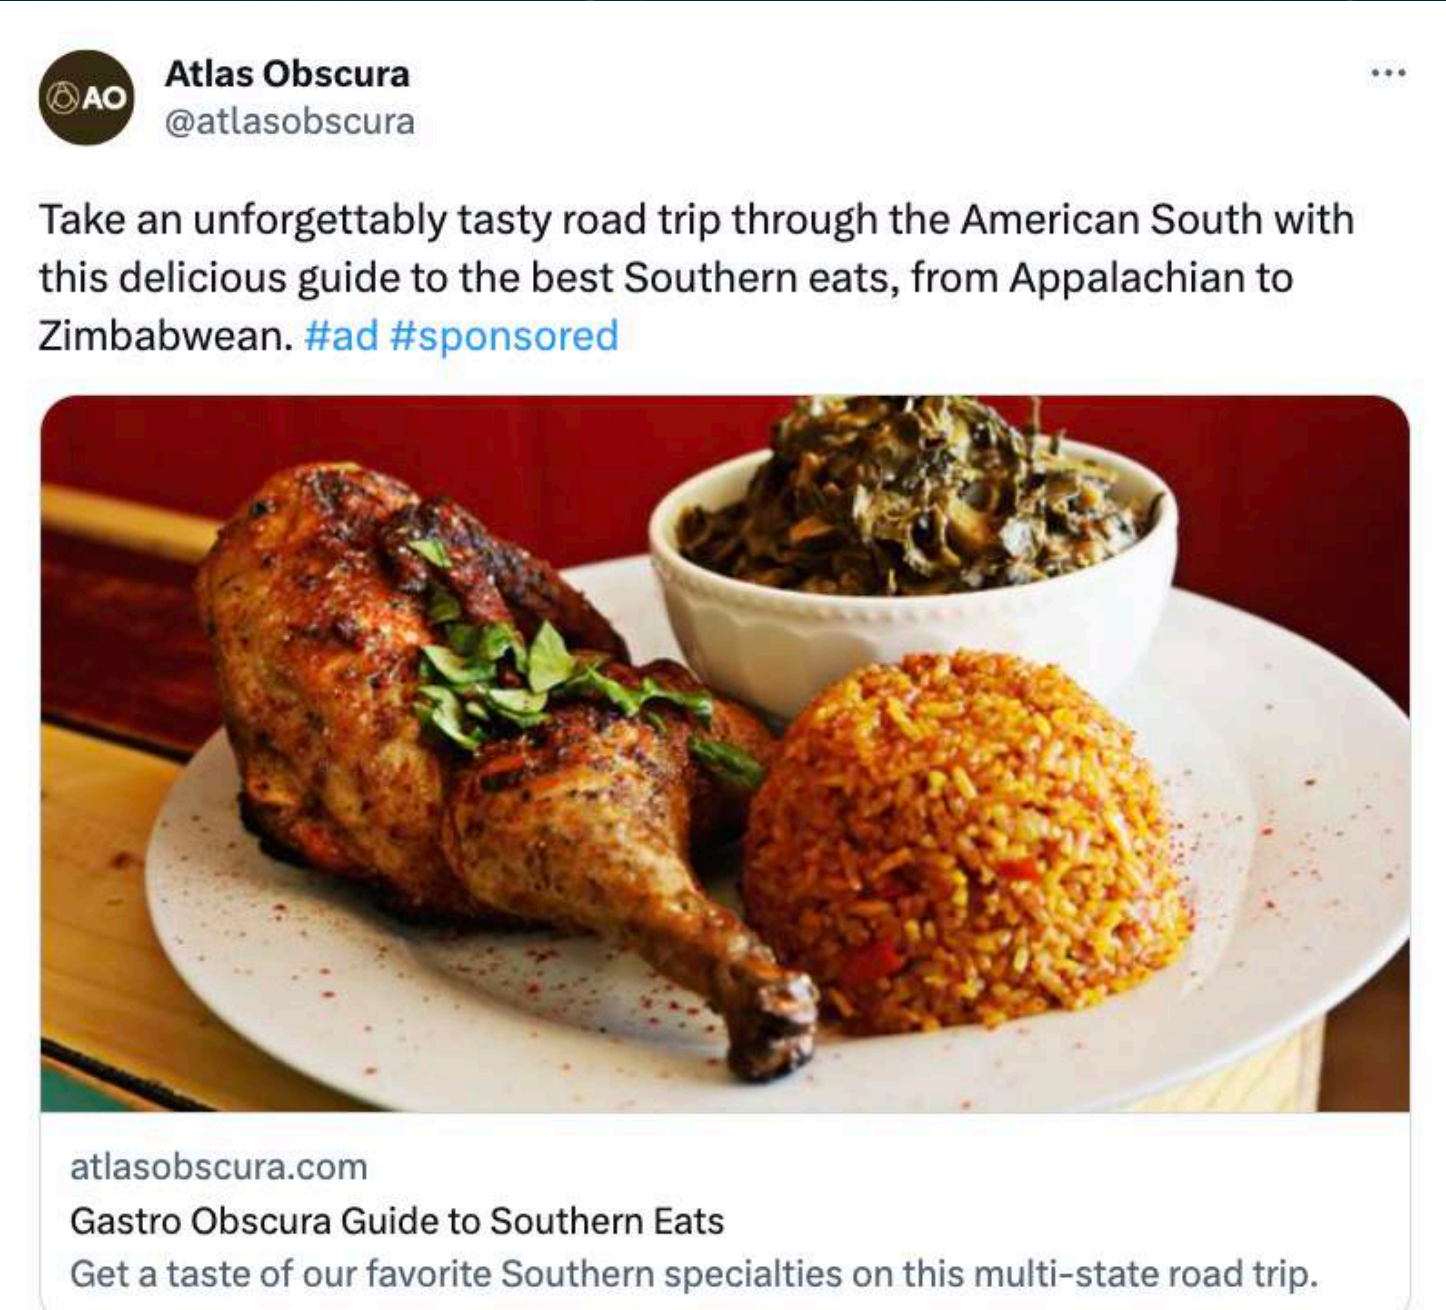 AO
Atlas Obscura
@atlasobscura
Take an unforgettably tasty road trip through the American South with
this delicious guide to the best Southern eats, from Appalachian to
Zimbabwean. #ad #sponsored
atlasobscura.com
Gastro Obscura Guide to Southern Eats
Get a taste of our favorite Southern specialties on this multi-state road trip.